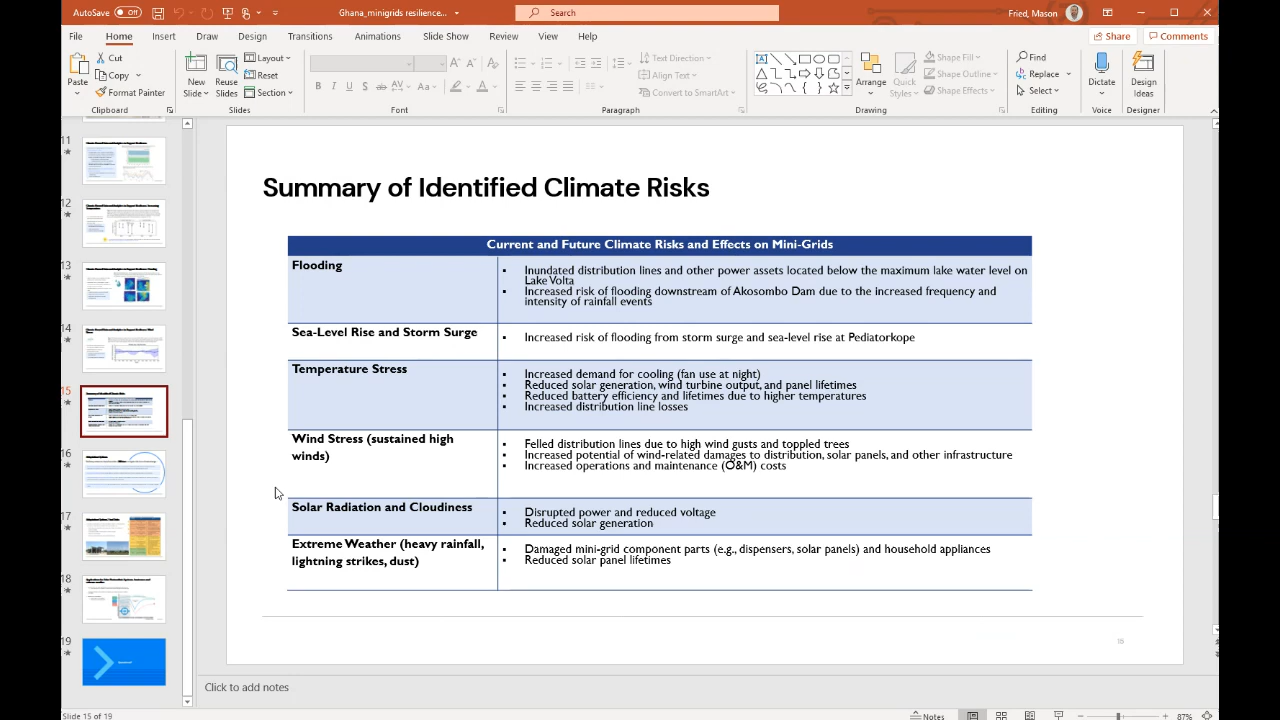 AutoSave Off Ghana_minigrids resilience... Search Fried, Mason
File Home Insert Draw Design Transitions Animations Slide Show Review View Help Share Comments
Paste Cut Copy Format Painter New Slide Reuse Slides Layout Reset Section Text Direction Align Text Convert to SmartArt Arrange Quick Styles Shape Fill Shape Outline Shape Effects Find Replace Select Dictate Design Ideas
Clipboard Slides Font Paragraph Drawing Editing Voice Designer
11
12
13
14
15
16
17
18
19
Summary of Identified Climate Risks
Current and Future Climate Risks and Effects on Mini-Grids
Flooding
Inundated distribution lines and other power assets located below the maximum lake water level on
Lake Volta
Increased risk of flooding downstream of Akosombo Dam due to the increased frequency and
intensity of rainfall events
Sea-Level Rise and Storm Surge
Increased risk of flooding from storm surge and sea-level rise at Pediatorkope
Temperature Stress
Increased demand for cooling (fan use at night)
Reduced solar generation, wind turbine output, and panel lifetimes
Reduced battery efficiency and lifetimes due to higher temperatures
Increased distribution line losses
Wind Stress (sustained high
winds)
Felled distribution lines due to high wind gusts and toppled trees
Increased potential of wind-related damages to distribution lines, panels, and other infrastructure
Increased operations and maintenance (O&M) costs
Solar Radiation and Cloudiness
Disrupted power and reduced voltage
Reduced solar generation
Extreme Weather (heavy rainfall,
lightning strikes, dust)
Damaged mini-grid component parts (e.g., dispensers, solar panels) and household appliances
Reduced solar panel lifetimes
15
Click to add notes
Slide 15 of 19 Notes 87%